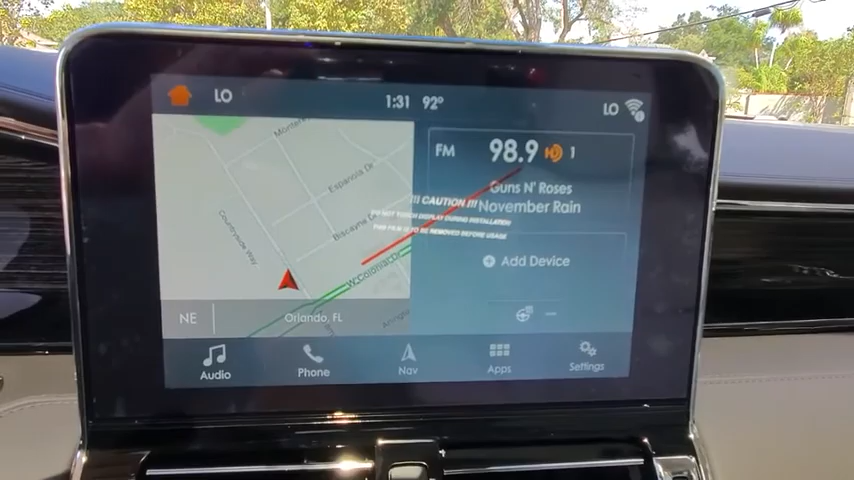 LO 1:31 92° LO
Monterey
Espanola Dr
Biscayne
Countryside Way
W Colonial Dr
NE
Orlando, FL
FM 98.9 HD 1
Guns N' Roses
November Rain
!!! CAUTION !!!
DO NOT TOUCH DISPLAY DURING INSTALLATION
THIS FILM IS TO BE REMOVED BEFORE USAGE
Add Device
Audio Phone Nav Apps Settings